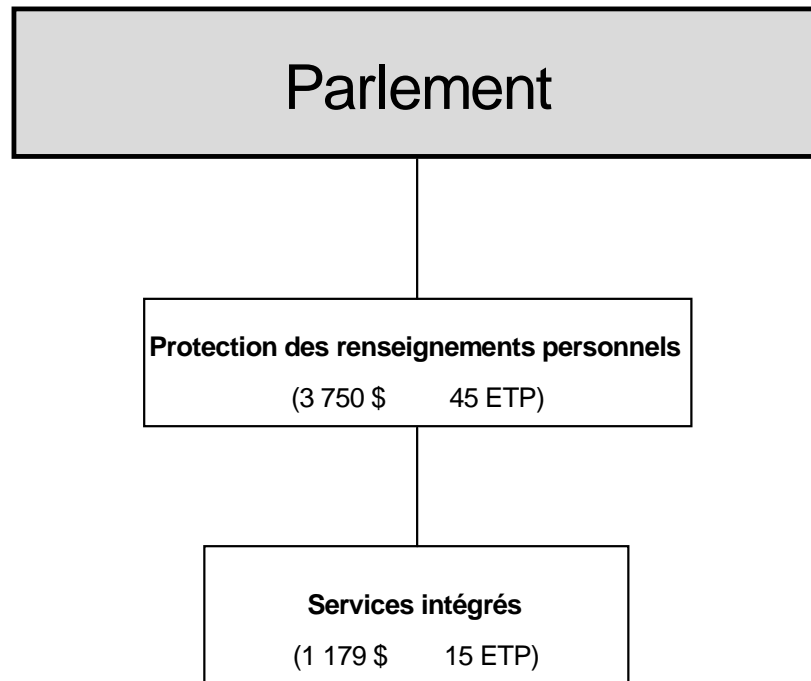 Parlement
Protection des renseignements personnels
(3 750 $ 45 ETP)
Services intégrés
(1 179 $ 15 ETP)